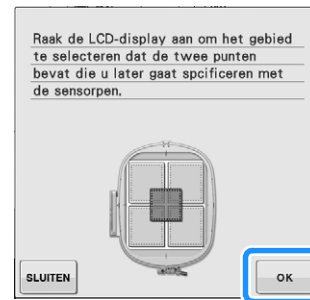 Raak de LCD-display aan om het gebied
te selecteren dat de twee punten
bevat die u later gaat spcificeren met
de sensorpen.
SLUITEN
OK